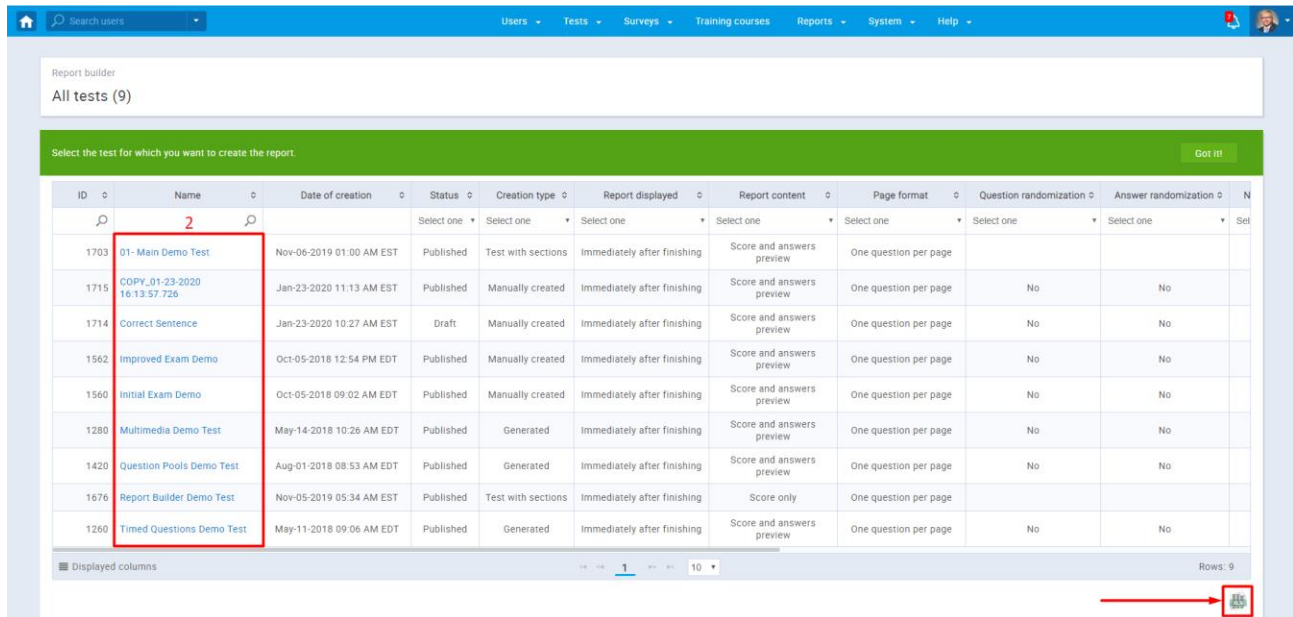 Search users
Users Tests Surveys Training courses Reports System Help
Report builder
All tests (9)
Select the test for which you want to create the report. Got it!
ID Name Date of creation Status Creation type Report displayed Report content Page format Question randomization Answer randomization N
2 Select one Select one Select one Select one Select one Select one Select one Sel
1703 01- Main Demo Test Nov-06-2019 01:00 AM EST Published Test with sections Immediately after finishing Score and answers preview One question per page
1715 COPY_01-23-2020 16:13:57.726 Jan-23-2020 11:13 AM EST Published Manually created Immediately after finishing Score and answers preview One question per page No No
1714 Correct Sentence Jan-23-2020 10:27 AM EST Draft Manually created Immediately after finishing Score and answers preview One question per page No No
1562 Improved Exam Demo Oct-05-2018 12:54 PM EDT Published Manually created Immediately after finishing Score and answers preview One question per page No No
1560 Initial Exam Demo Oct-05-2018 09:02 AM EDT Published Manually created Immediately after finishing Score and answers preview One question per page No No
1280 Multimedia Demo Test May-14-2018 10:26 AM EDT Published Generated Immediately after finishing Score and answers preview One question per page No No
1420 Question Pools Demo Test Aug-01-2018 08:53 AM EDT Published Generated Immediately after finishing Score and answers preview One question per page No No
1676 Report Builder Demo Test Nov-05-2019 05:34 AM EST Published Test with sections Immediately after finishing Score only One question per page
1260 Timed Questions Demo Test May-11-2018 09:06 AM EDT Published Generated Immediately after finishing Score and answers preview One question per page No No
Displayed columns 1 10 Rows: 9